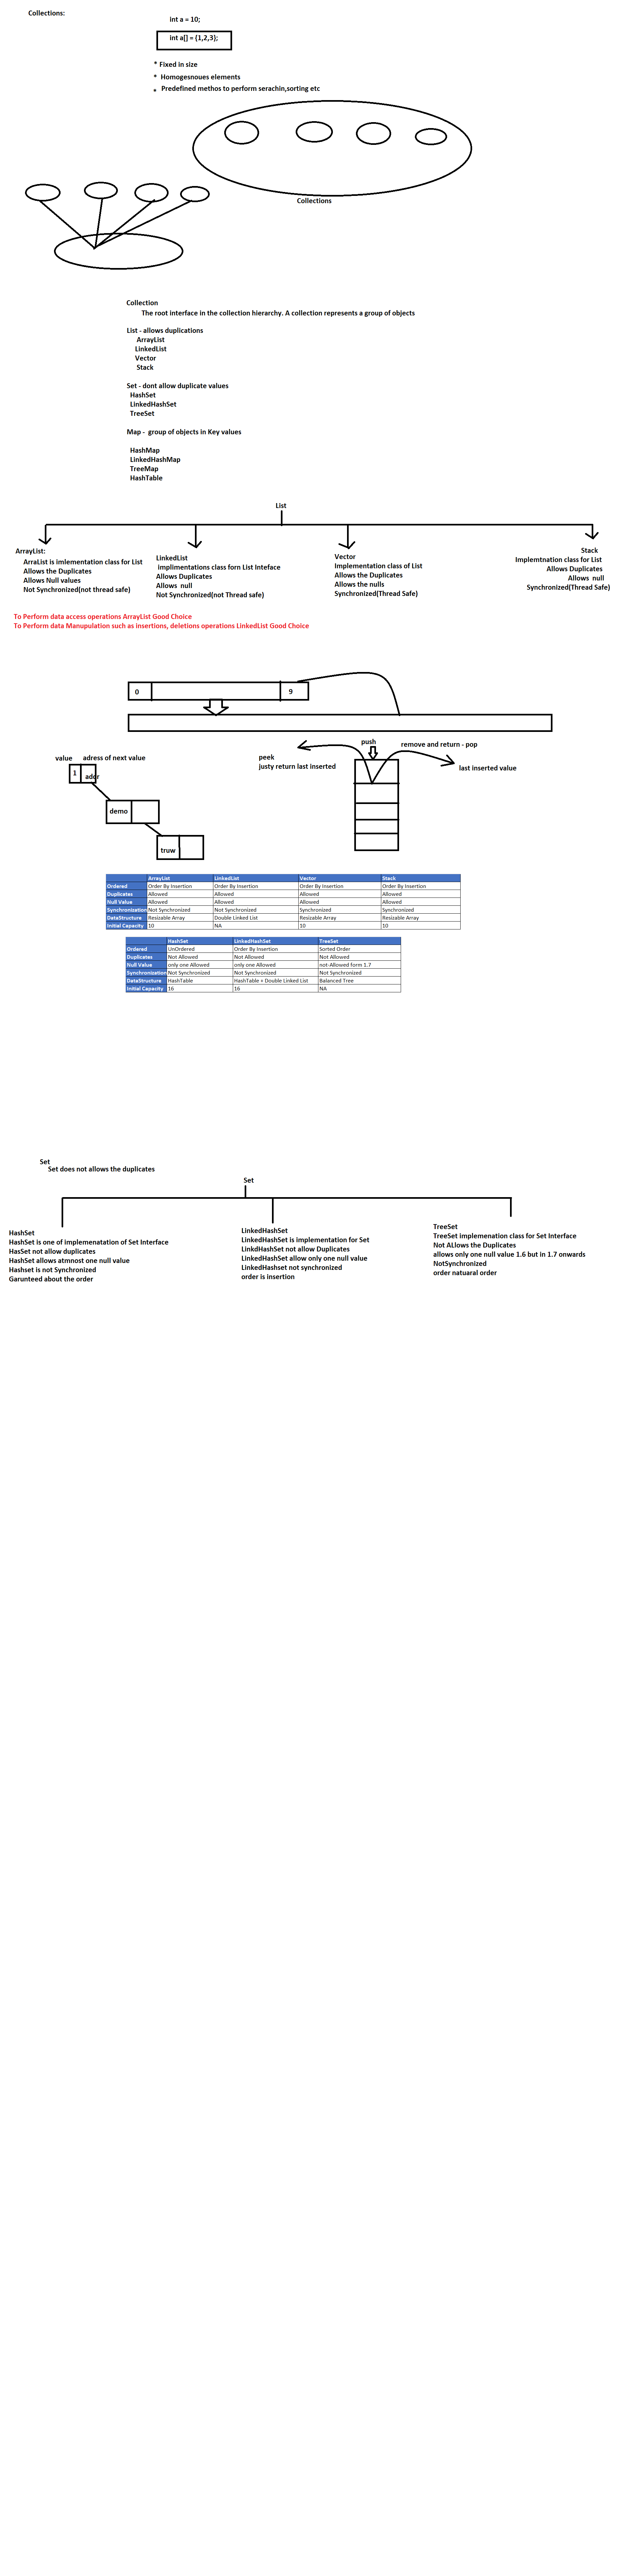 Collections:
int a = 10;
int a[] = {1,2,3};
* Fixed in size
* Homogesnoues elements
* Predefined methos to perform serachin,sorting etc
Collections
Collection
The root interface in the collection hierarchy. A collection represents a group of objects
List - allows duplications
ArrayList
LinkedList
Vector
Stack
Set - dont allow duplicate values
HashSet
LinkedHashSet
TreeSet
Map - group of objects in Key values
HashMap
LinkedHashMap
TreeMap
HashTable
List
ArrayList:
ArraList is imlementation class for List
Allows the Duplicates
Allows Null values
Not Synchronized(not thread safe)
LinkedList
implimentations class forn List Inteface
Allows Duplicates
Allows null
Not Synchronized(not Thread safe)
Vector
Implementation class of List
Allows the Duplicates
Allows the nulls
Synchronized(Thread Safe)
Stack
Implemtnation class for List
Allows Duplicates
Allows null
Synchronized(Thread Safe)
To Perform data access operations ArrayList Good Choice
To Perform data Manupulation such as insertions, deletions operations LinkedList Good Choice
0 9
value adress of next value
1 addr
demo
truw
push
peek
justy return last inserted
remove and return - pop
last inserted value
ArrayList LinkedList Vector Stack
Ordered Order By Insertion Order By Insertion Order By Insertion Order By Insertion
Duplicates Allowed Allowed Allowed Allowed
Null Value Allowed Allowed Allowed Allowed
Synchronization Not Synchronized Not Synchronized Synchronized Synchronized
DataStructure Resizable Array Double Linked List Resizable Array Resizable Array
Initial Capacity 10 NA 10 10
HashSet LinkedHashSet TreeSet
Ordered UnOrdered Order By Insertion Sorted Order
Duplicates Not Allowed Not Allowed Not Allowed
Null Value only one Allowed only one Allowed not-Allowed form 1.7
Synchronization Not Synchronized Not Synchronized Not Synchronized
DataStructure HashTable HashTable + Double Linked List Balanced Tree
Initial Capacity 16 16 NA
Set
Set does not allows the duplicates
Set
HashSet
HashSet is one of implemenatation of Set Interface
HasSet not allow duplicates
HashSet allows atmnost one null value
Hashset is not Synchronized
Garunteed about the order
LinkedHashSet
LinkedHashSet is implementation for Set
LinkdHashSet not allow Duplicates
LinkedHashSet allow only one null value
LinkedHashset not synchronized
order is insertion
TreeSet
TreeSet implemenation class for Set Interface
Not ALlows the Duplicates
allows only one null value 1.6 but in 1.7 onwards
NotSynchronized
order natuaral order